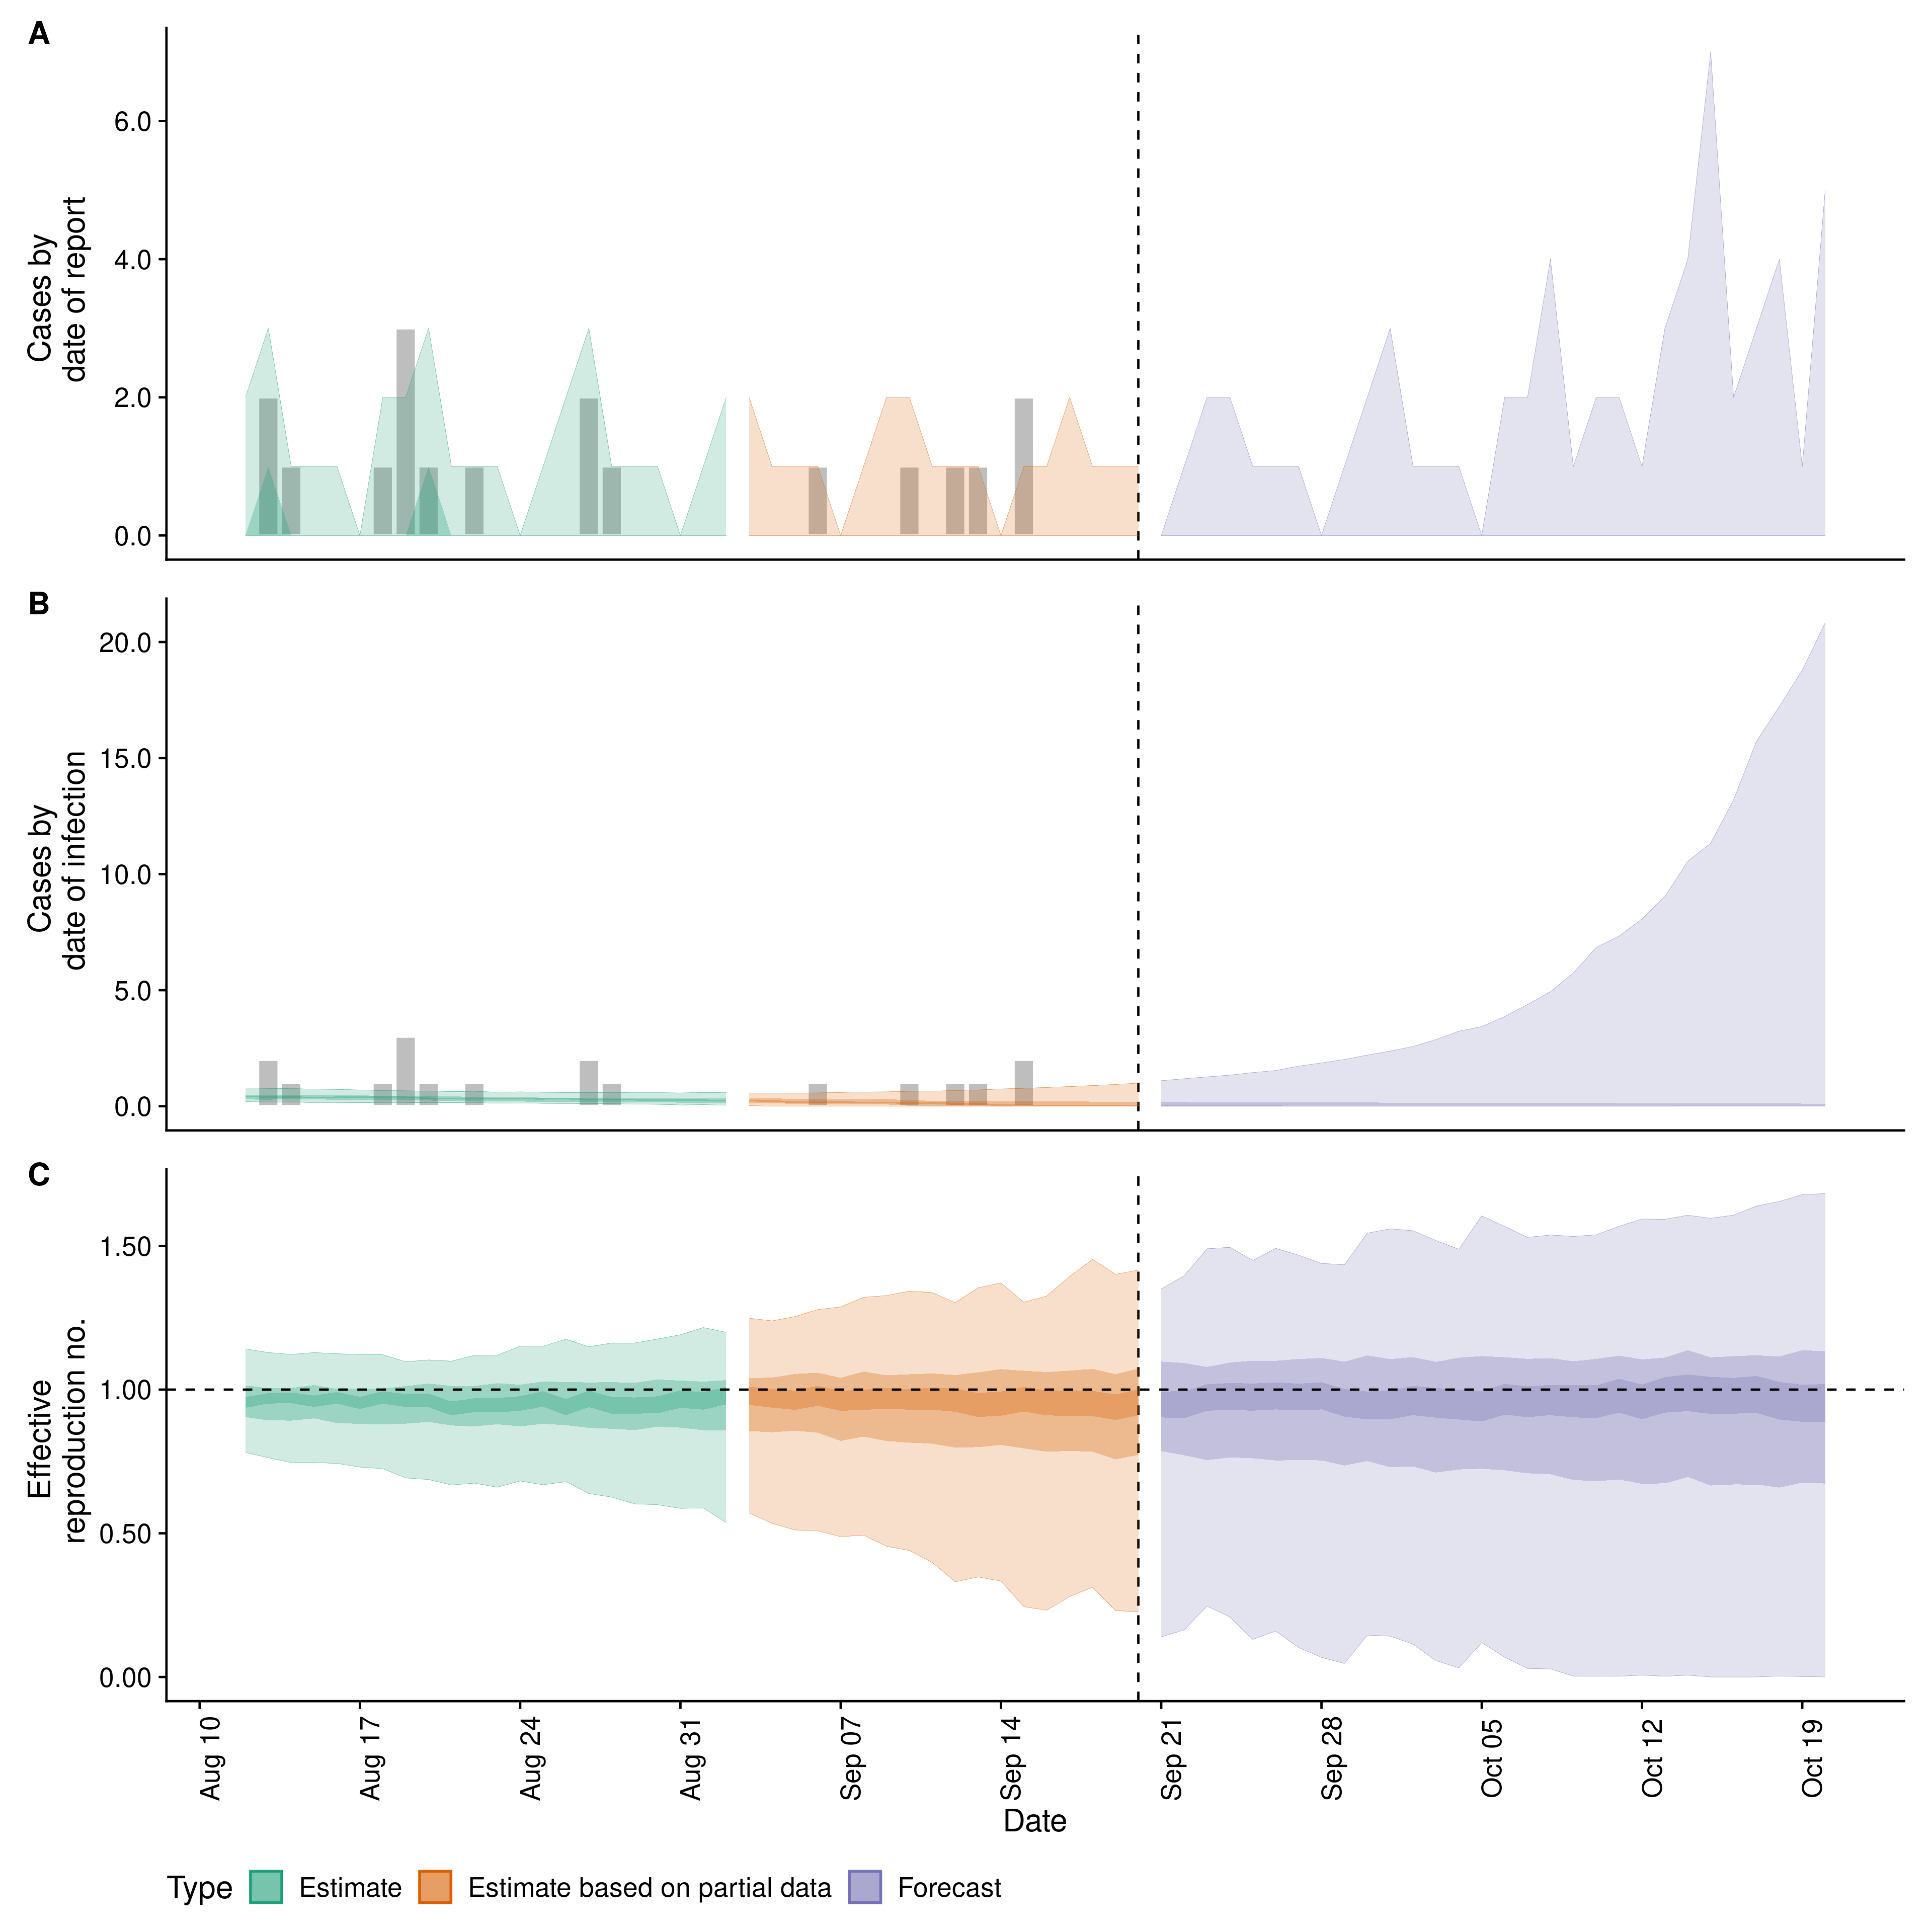 A
Cases by
date of report
6.0
4.0
2.0
0.0
B
Cases by
date of infection
20.0
15.0
10.0
5.0
0.0
C
Effective
reproduction no.
1.50
1.00
0.50
0.00
Aug 10
Aug 17
Aug 24
Aug 31
Sep 07
Sep 14
Sep 21
Sep 28
Oct 05
Oct 12
Oct 19
Date
Type Estimate Estimate based on partial data Forecast